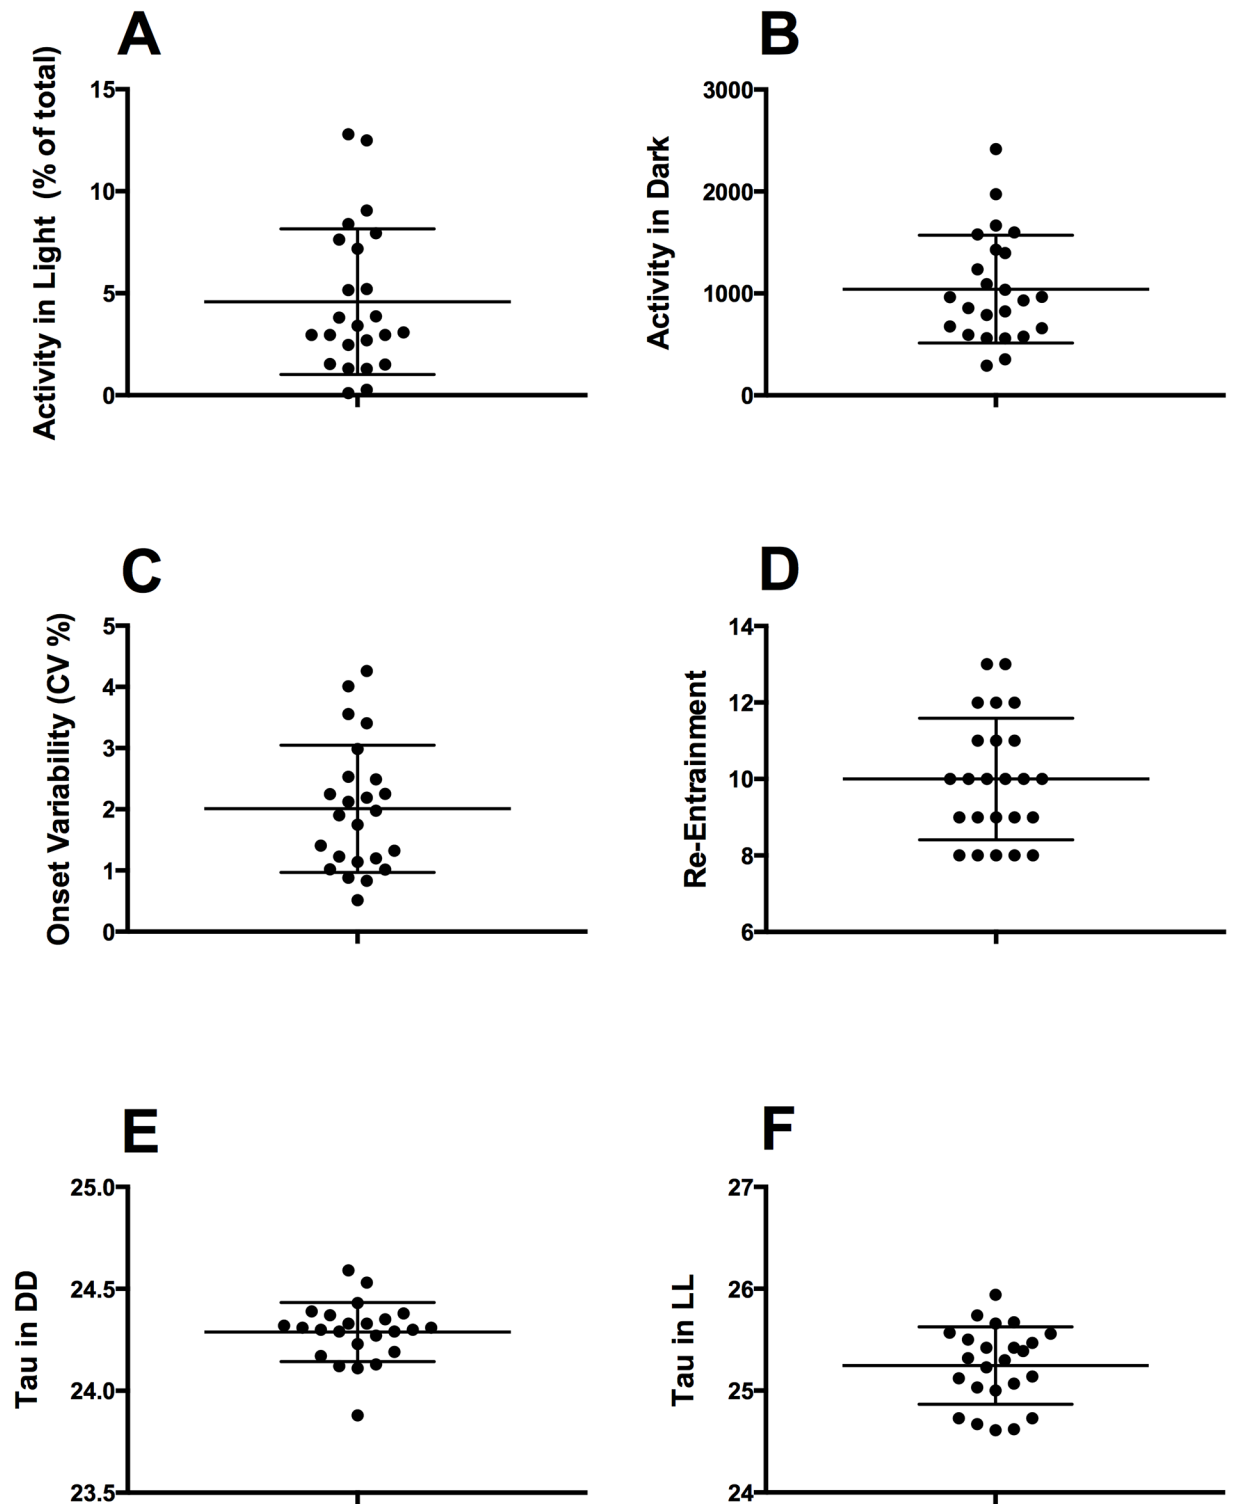 A
Activity in Light (% of total)
15
10
5
0
B
Activity in Dark
3000
2000
1000
0
C
Onset Variability (CV %)
5
4
3
2
1
0
D
Re-Entrainment
14
12
10
8
6
E
Tau in DD
25.0
24.5
24.0
23.5
F
Tau in LL
27
26
25
24